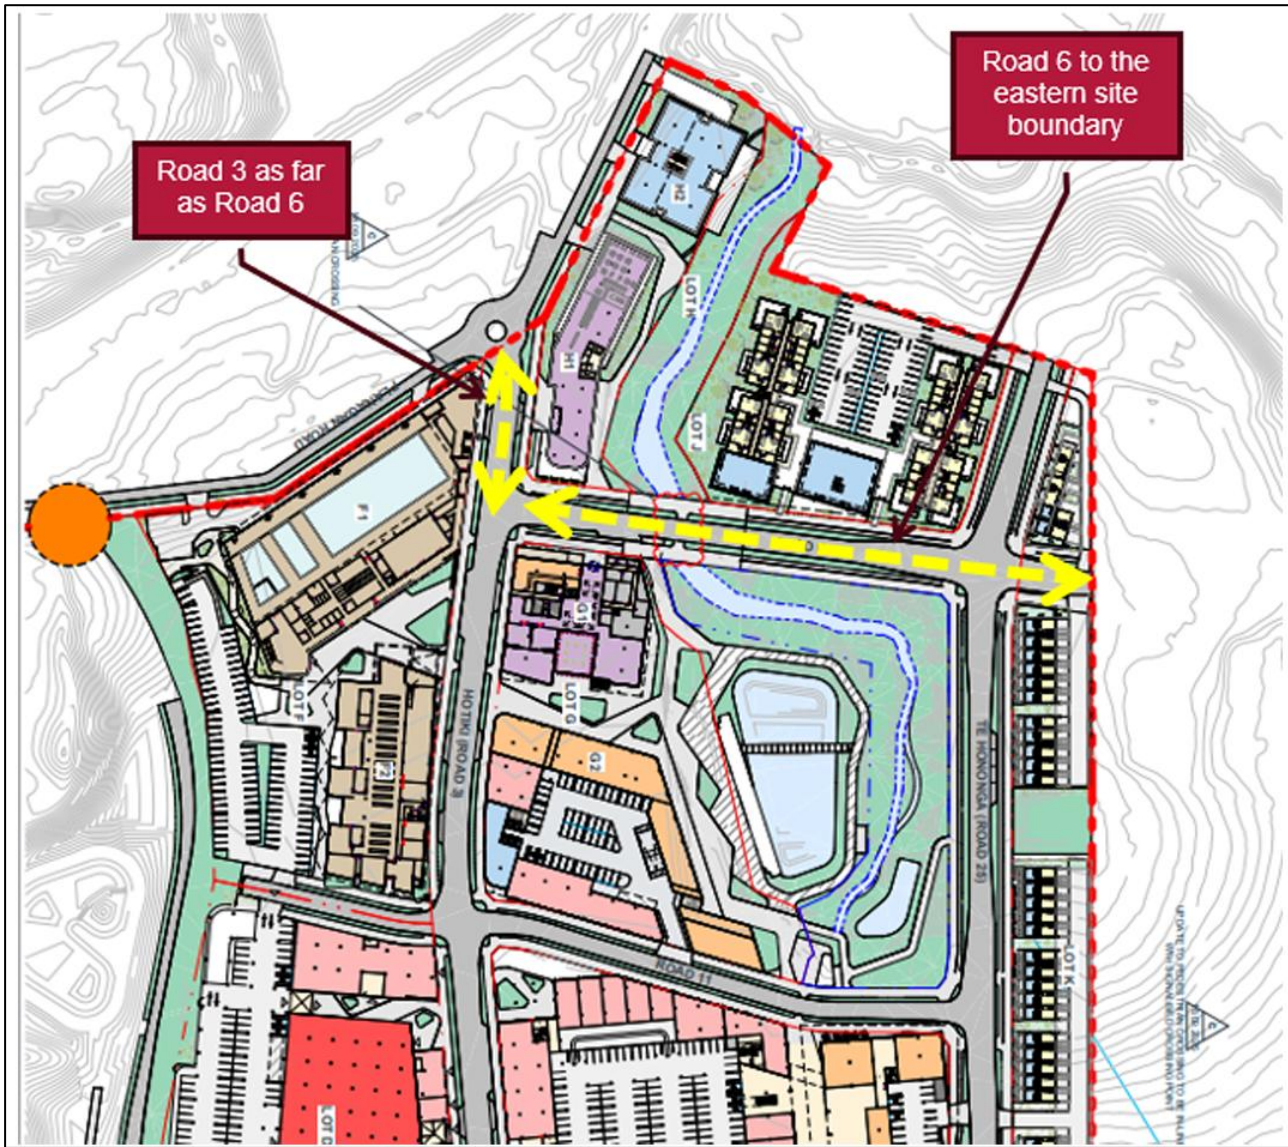 Road 6 to the
eastern site
boundary
Road 3 as far
as Road 6
C
H2
LOT H
H1
LOT J
ROAD
F1
G1
LOT G
LOT F
HOTIKI (ROAD 3)
G2
F2
TE HONONGA (ROAD 25)
ROAD 11
LOT K
C
LOT